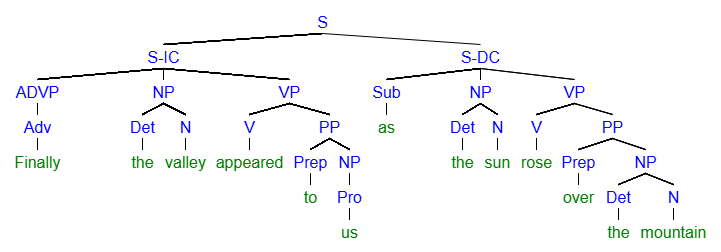 S
S-IC S-DC
ADVP NP VP Sub NP VP
Adv Det N V PP as Det N V PP
Finally the valley appeared Prep NP the sun rose Prep NP
to Pro over Det N
us the mountain